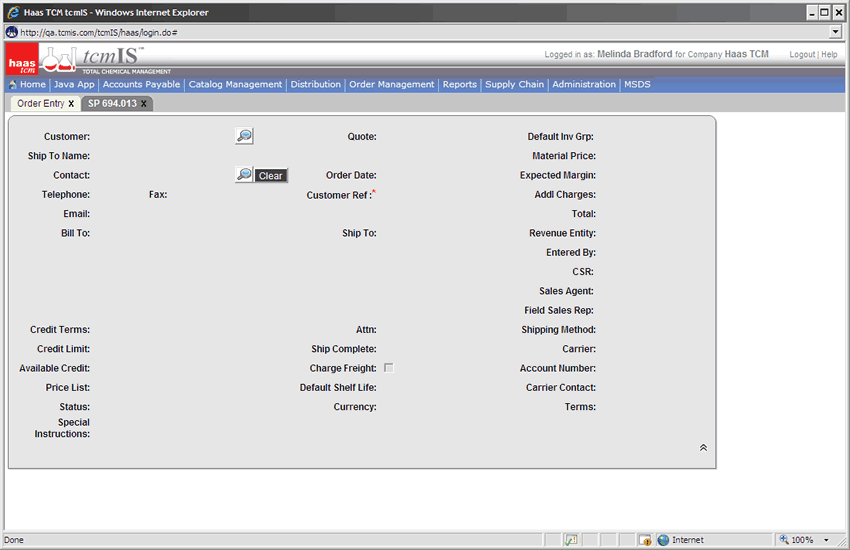 Haas TCM tcmIS - Windows Internet Explorer
http://qa.tcmis.com/tcmIS/haas/login.do#
haas tcm tcmIS™ Logged in as: Melinda Bradford for Company Haas TCM Logout | Help
TOTAL CHEMICAL MANAGEMENT
Home Java App Accounts Payable Catalog Management Distribution Order Management Reports Supply Chain Administration MSDS
Order Entry x SP 694.013 x
Customer: Quote: Default Inv Grp:
Ship To Name: Material Price:
Contact: Clear Order Date: Expected Margin:
Telephone: Fax: Customer Ref :* Addl Charges:
Email: Total:
Bill To: Ship To: Revenue Entity:
Entered By:
CSR:
Sales Agent:
Field Sales Rep:
Credit Terms: Attn: Shipping Method:
Credit Limit: Ship Complete: Carrier:
Available Credit: Charge Freight: Account Number:
Price List: Default Shelf Life: Carrier Contact:
Status: Currency: Terms:
Special
Instructions:
Done Internet 100%